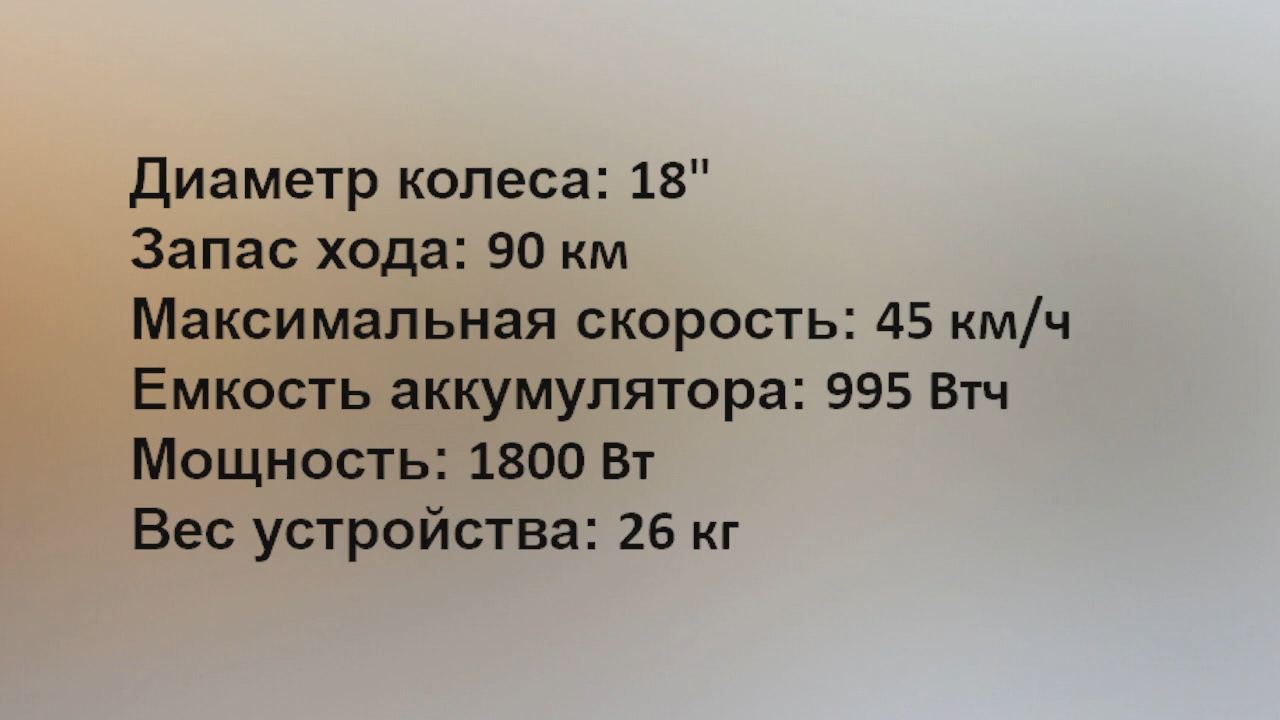 Диаметр колеса: 18"
Запас хода: 90 км
Максимальная скорость: 45 км/ч
Емкость аккумулятора: 995 Втч
Мощность: 1800 Вт
Вес устройства: 26 кг